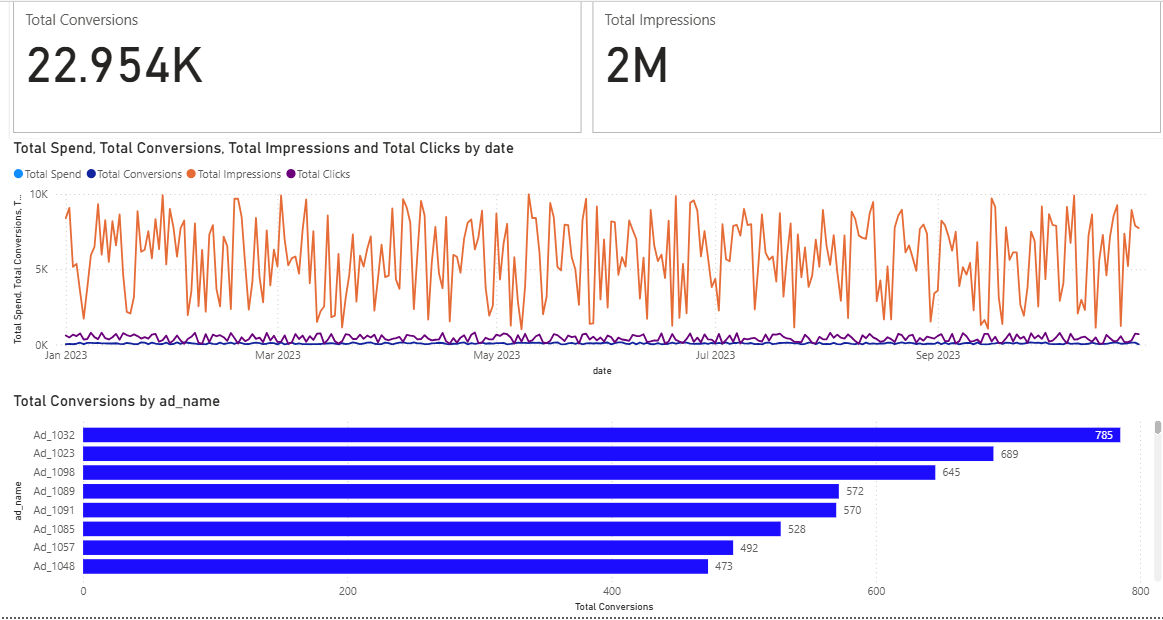 Total Conversions
22.954K
Total Impressions
2M
Total Spend, Total Conversions, Total Impressions and Total Clicks by date
Total Spend Total Conversions Total Impressions Total Clicks
Total Spend, Total Conversions, T...
10K
5K
0K
Jan 2023 Mar 2023 May 2023 Jul 2023 Sep 2023
date
Total Conversions by ad_name
ad_name
Ad_1032 785
Ad_1023 689
Ad_1098 645
Ad_1089 572
Ad_1091 570
Ad_1085 528
Ad_1057 492
Ad_1048 473
0 200 400 600 800
Total Conversions